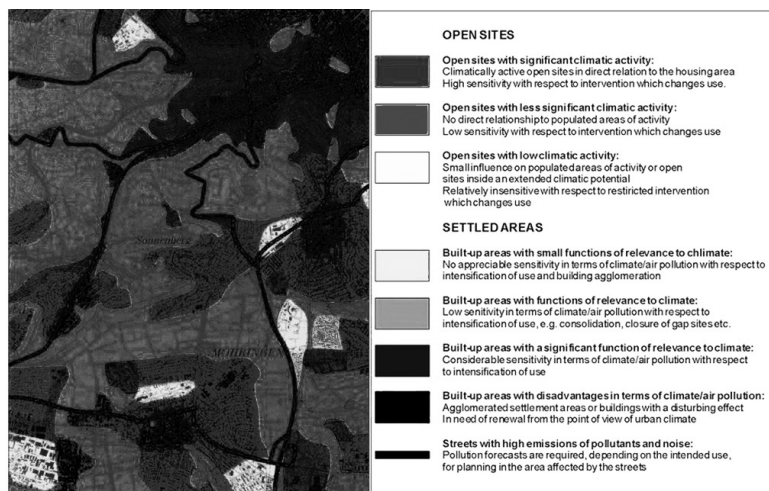 OPEN SITES
Open sites with significant climatic activity:
Climatically active open sites in direct relation to the housing area
High sensitivity with respect to intervention which changes use.
Open sites with less significant climatic activity:
No direct relationship to populated areas of activity
Low sensitivity with respect to intervention which changes use
Open sites with low climatic activity:
Small influence on populated areas of activity or open
sites inside an extended climatic potential
Relatively insensitive with respect to restiricted intervention
which changes use
SETTLED AREAS
Built-up areas with small functions of relevance to chlimate:
No appreciable sensitivity in terms of climate/air pollution with respect to
intensification of use and building agglomeration
Built-up areas with functions of relevance to climate:
Low senitivity in terms of climate/air pollution with respect to
intensification of use, e.g. consolidation, closure of gap sites etc.
Built-up areas with a significant function of relevance to climate:
Considerable sensitivity in terms of climate/air pollution with respect
to intensification of use
Built-up areas with disadvantages in terms of climate/air pollution:
Agglomerated settlement areas or buildings with a disturbing effect
In need of renewal from the point of view of urban climate
Streets with high emissions of pollutants and noise:
Pollution forecasts are required, depending on the intended use,
for planning in the area affected by the streets
Sonnenberg